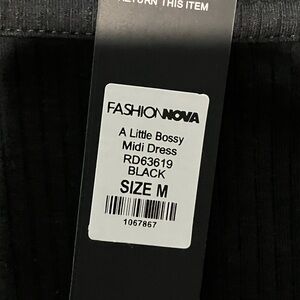 RETURN THIS ITEM
FASHIONNOVA
A Little Bossy
Midi Dress
RD63619
BLACK
SIZE M
1067867